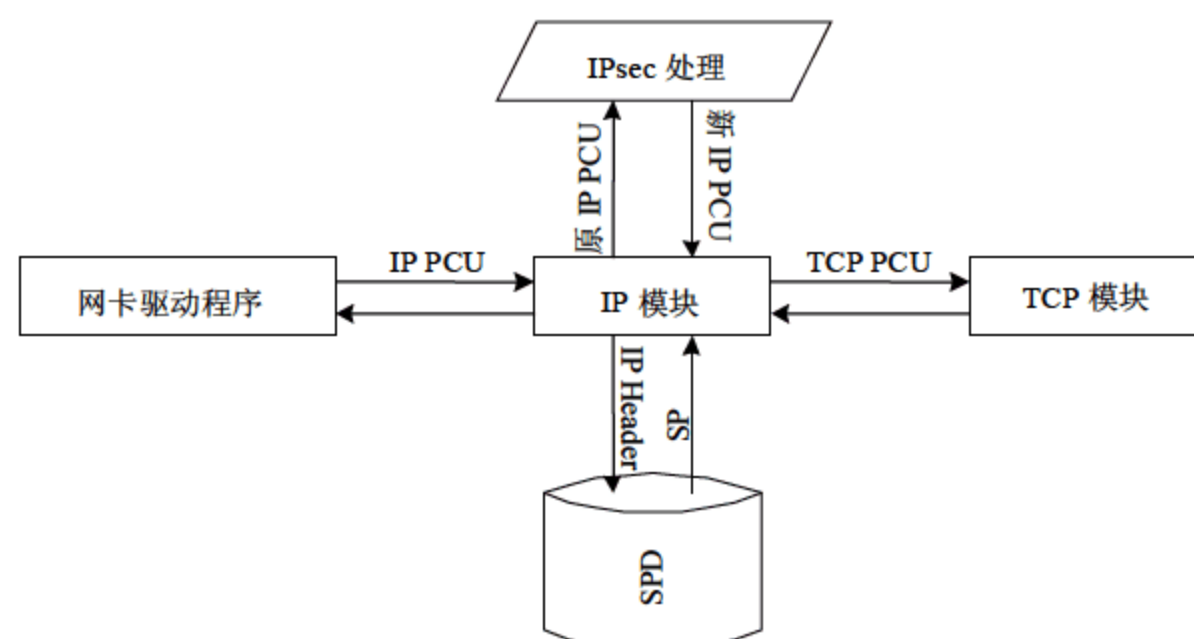 IPsec 处理
原 IP PCU
新 IP PCU
网卡驱动程序
IP PCU
IP 模块
TCP PCU
TCP 模块
IP Header
SP
SPD